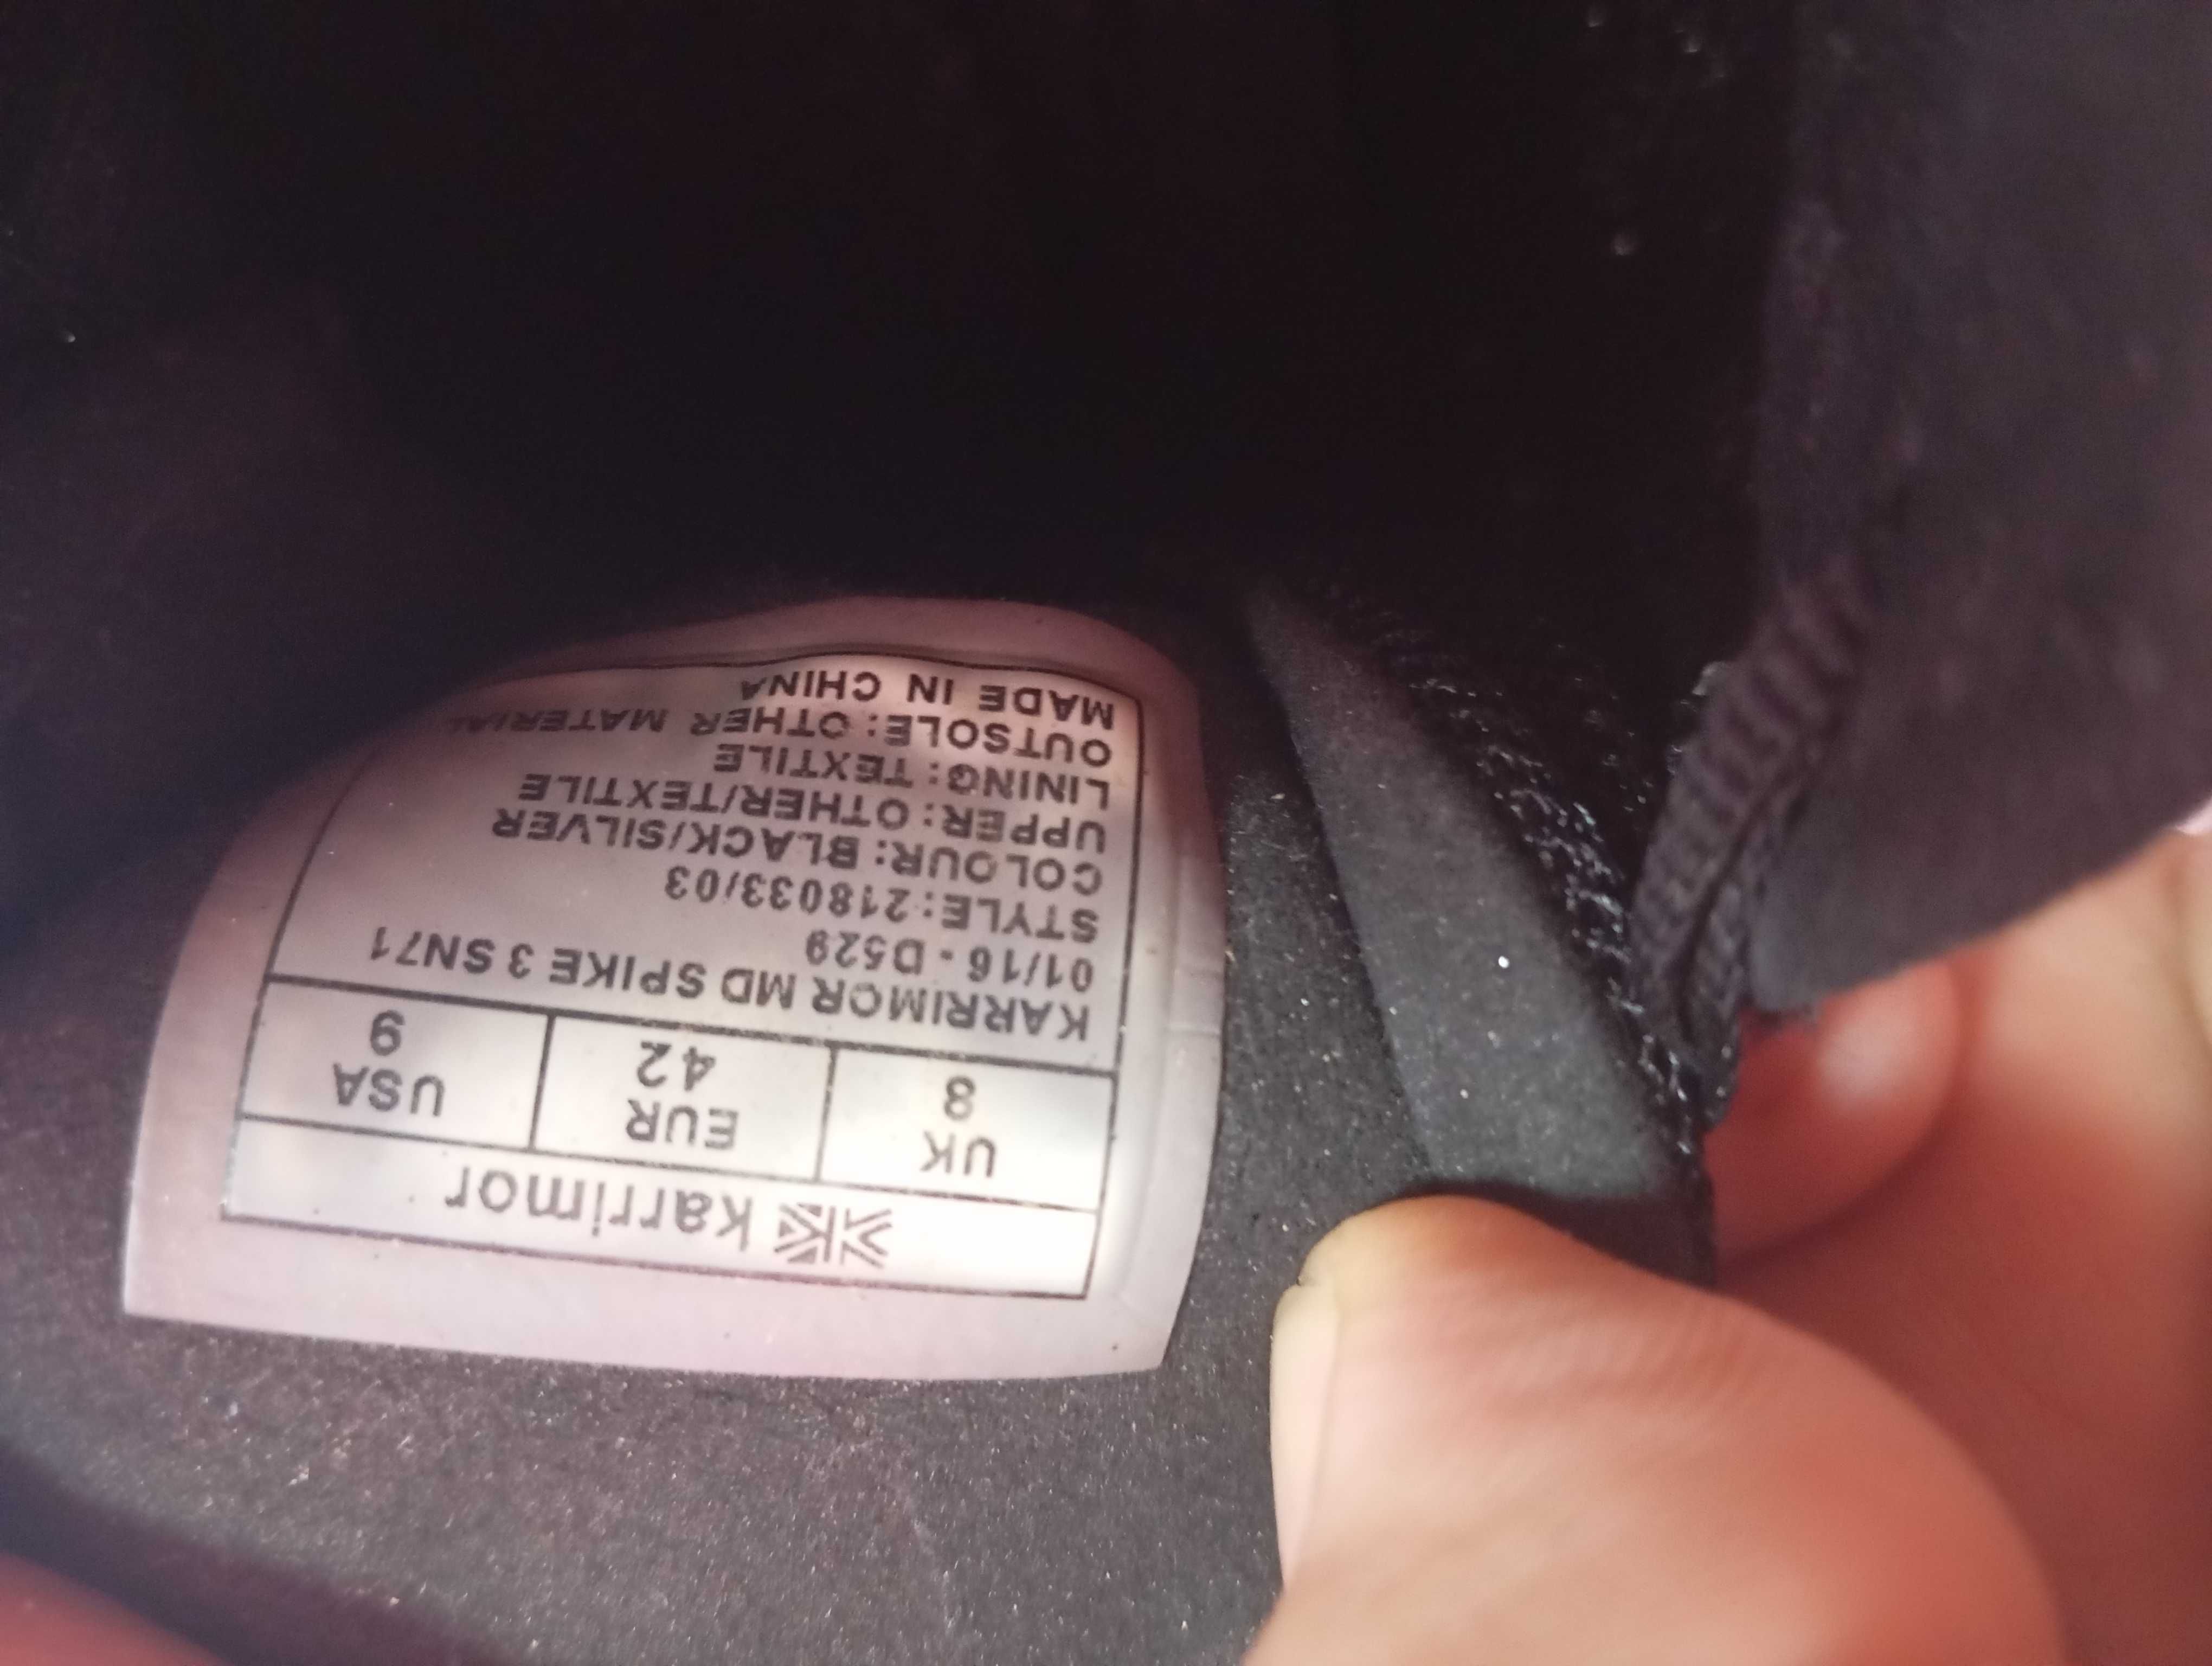 karrimor
UK EUR USA
8 42 9
KARRIMOR MD SPIKE 3 SN71
01/16 - D529
STYLE: 218033/03
COLOUR: BLACK/SILVER
UPPER: OTHER/TEXTILE
LINING: TEXTILE
OUTSOLE: OTHER MATERIAL
MADE IN CHINA